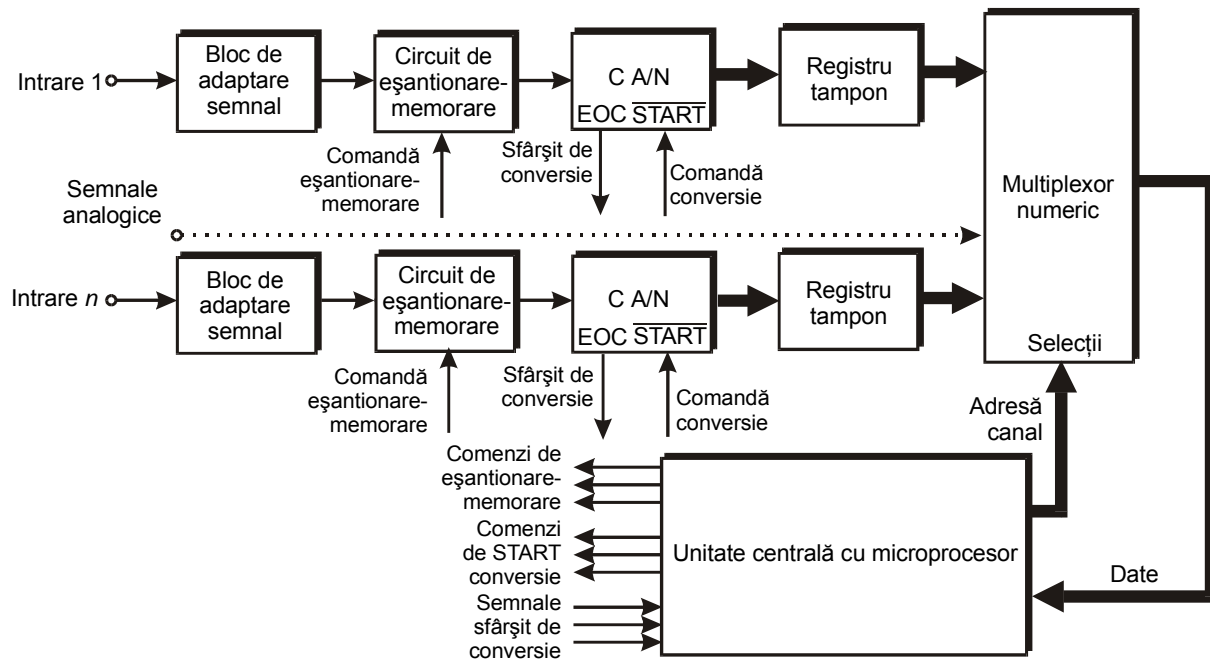 Intrare 1
Bloc de
adaptare
semnal
Circuit de
eşantionare-
memorare
C A/N
EOC START
Registru
tampon
Comandă
eşantionare-
memorare
Sfârşit de
conversie
Comandă
conversie
Semnale
analogice
Multiplexor
numeric
Intrare n
Bloc de
adaptare
semnal
Circuit de
eşantionare-
memorare
C A/N
EOC START
Registru
tampon
Selecții
Comandă
eşantionare-
memorare
Sfârşit de
conversie
Comandă
conversie
Adresă
canal
Comenzi de
eşantionare-
memorare
Comenzi
de START
conversie
Semnale
sfârşit de
conversie
Unitate centrală cu microprocesor
Date